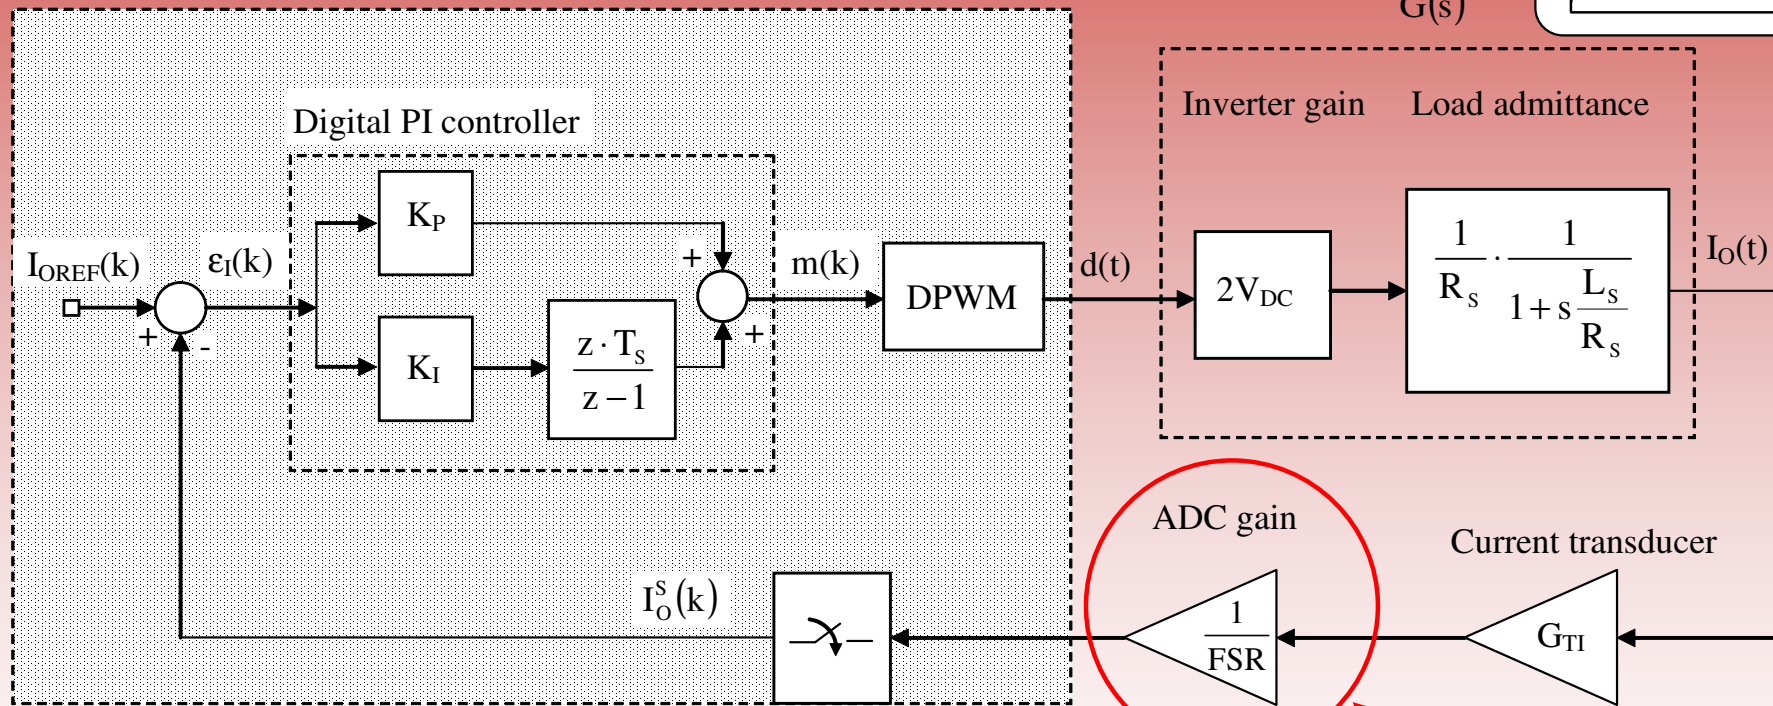 G(s)
Inverter gain Load admittance
Digital PI controller
K_P
I_OREF(k) ε_I(k) + m(k) d(t) I_O(t)
DPWM 2V_DC 1/R_S · 1/(1+s L_S/R_S)
+ - +
K_I z·T_S/(z−1)
ADC gain
Current transducer
I_O^S(k)
1/FSR G_TI